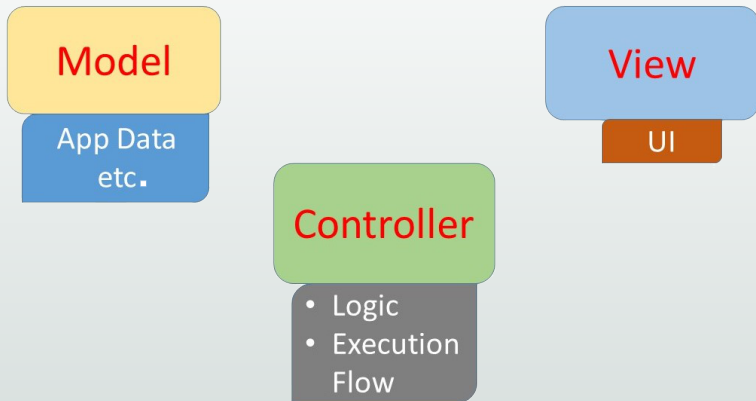 Model
App Data
etc.
View
UI
Controller
• Logic
• Execution
Flow